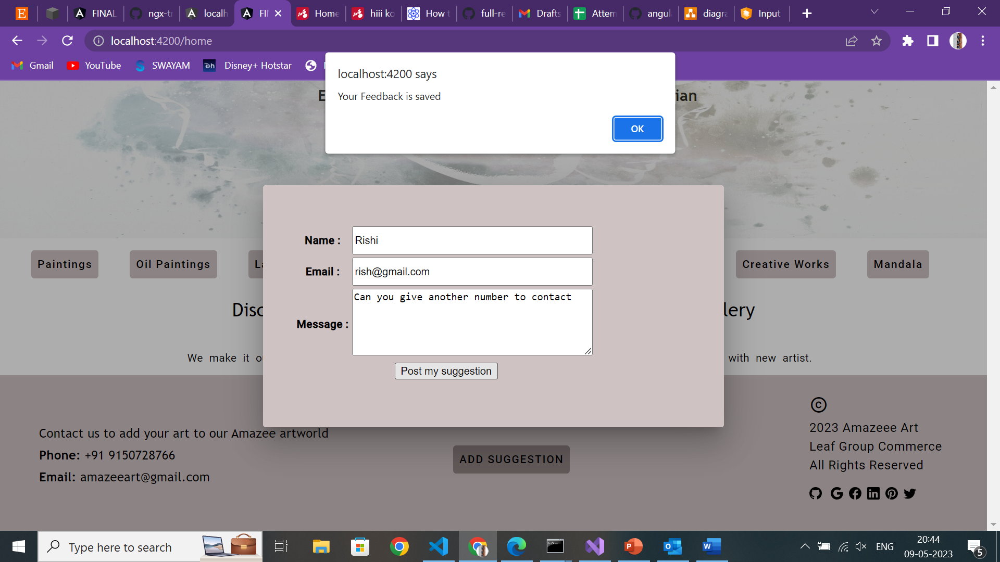 FINAL
ngx-tr
localh
FI
Home
hiii ko
How t
full-re
Drafts
Attem
angul
diagra
Input
localhost:4200/home
Gmail
YouTube
SWAYAM
Disney+ Hotstar
localhost:4200 says
Your Feedback is saved
OK
E ian
Name :
Rishi
Email :
rish@gmail.com
Message :
Can you give another number to contact
Post my suggestion
Paintings
Oil Paintings
La
Creative Works
Mandala
Disc lery
We make it o with new artist.
Contact us to add your art to our Amazee artworld
Phone: +91 9150728766
Email: amazeeart@gmail.com
ADD SUGGESTION
©
2023 Amazeee Art
Leaf Group Commerce
All Rights Reserved
Type here to search
ENG
20:44
09-05-2023
5